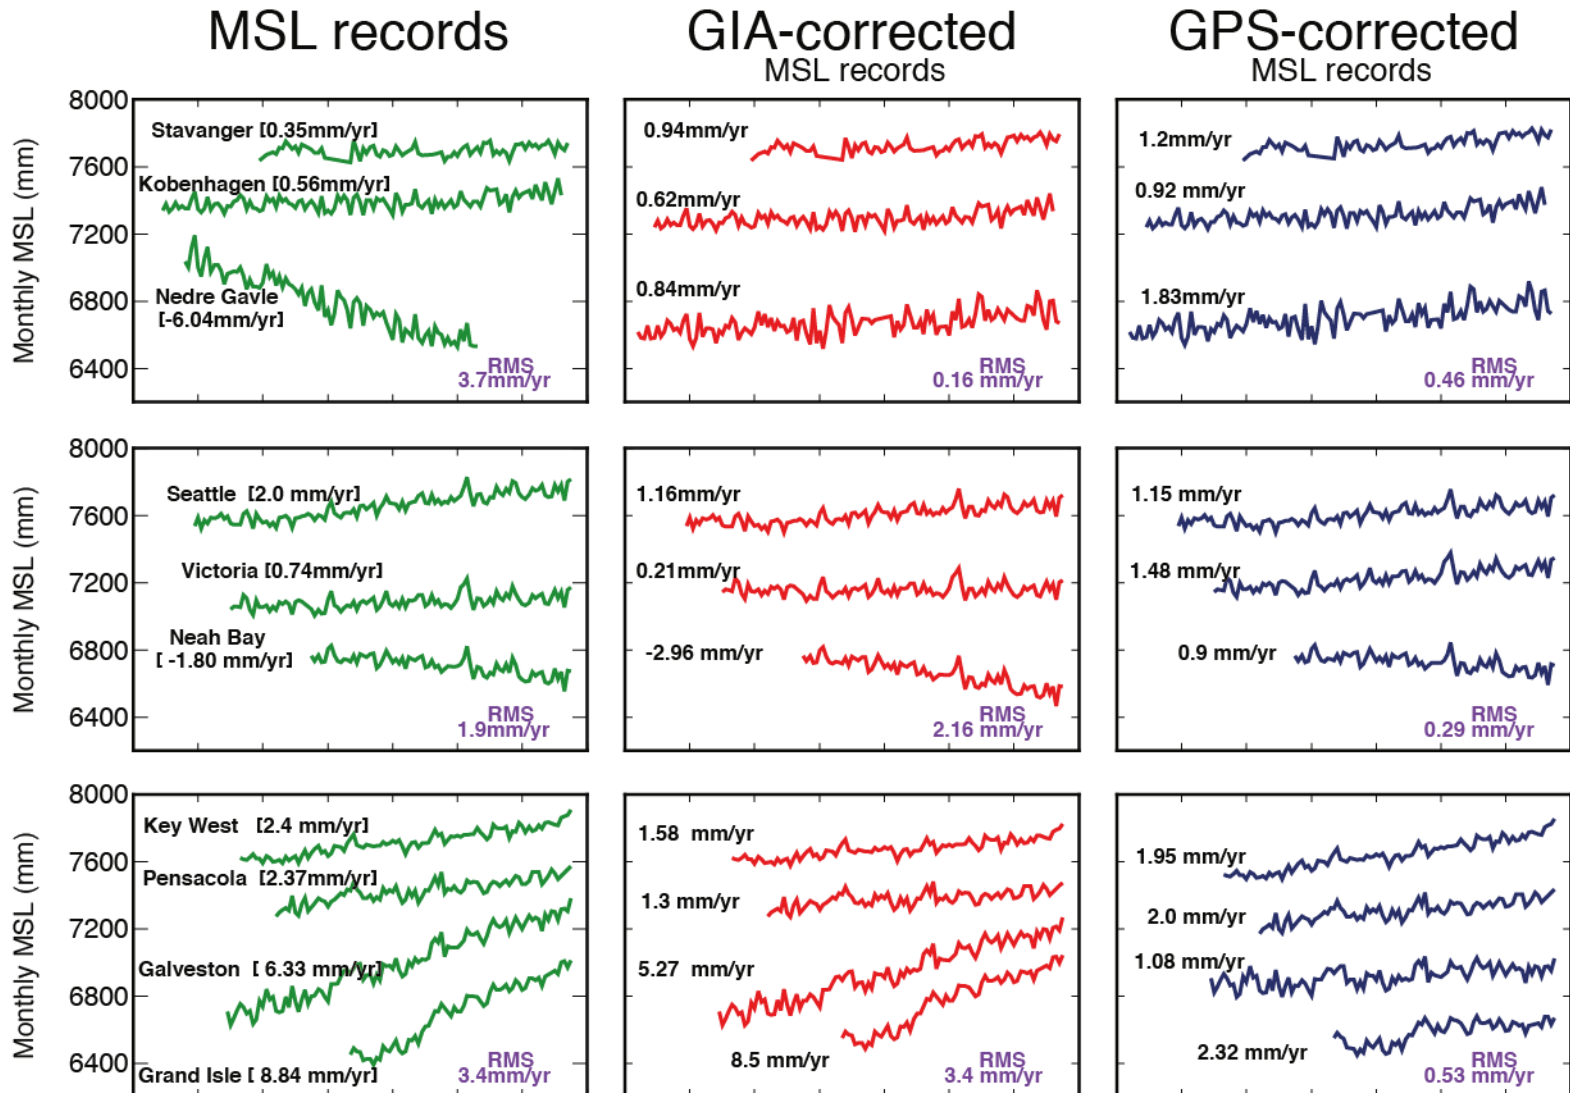 MSL records
GIA-corrected
MSL records
GPS-corrected
MSL records
Monthly MSL (mm)
8000
7600
7200
6800
6400
Stavanger [0.35mm/yr]
Kobenhagen [0.56mm/yr]
Nedre Gavle
[-6.04mm/yr]
RMS
3.7mm/yr
0.94mm/yr
0.62mm/yr
0.84mm/yr
RMS
0.16 mm/yr
1.2mm/yr
0.92 mm/yr
1.83mm/yr
RMS
0.46 mm/yr
Monthly MSL (mm)
8000
7600
7200
6800
6400
Seattle [2.0 mm/yr]
Victoria [0.74mm/yr]
Neah Bay
[ -1.80 mm/yr]
RMS
1.9mm/yr
1.16mm/yr
0.21mm/yr
-2.96 mm/yr
RMS
2.16 mm/yr
1.15 mm/yr
1.48 mm/yr
0.9 mm/yr
RMS
0.29 mm/yr
Monthly MSL (mm)
8000
7600
7200
6800
6400
Key West [2.4 mm/yr]
Pensacola [2.37mm/yr]
Galveston [ 6.33 mm/yr]
Grand Isle [ 8.84 mm/yr]
RMS
3.4mm/yr
1.58 mm/yr
1.3 mm/yr
5.27 mm/yr
8.5 mm/yr
RMS
3.4 mm/yr
1.95 mm/yr
2.0 mm/yr
1.08 mm/yr
2.32 mm/yr
RMS
0.53 mm/yr